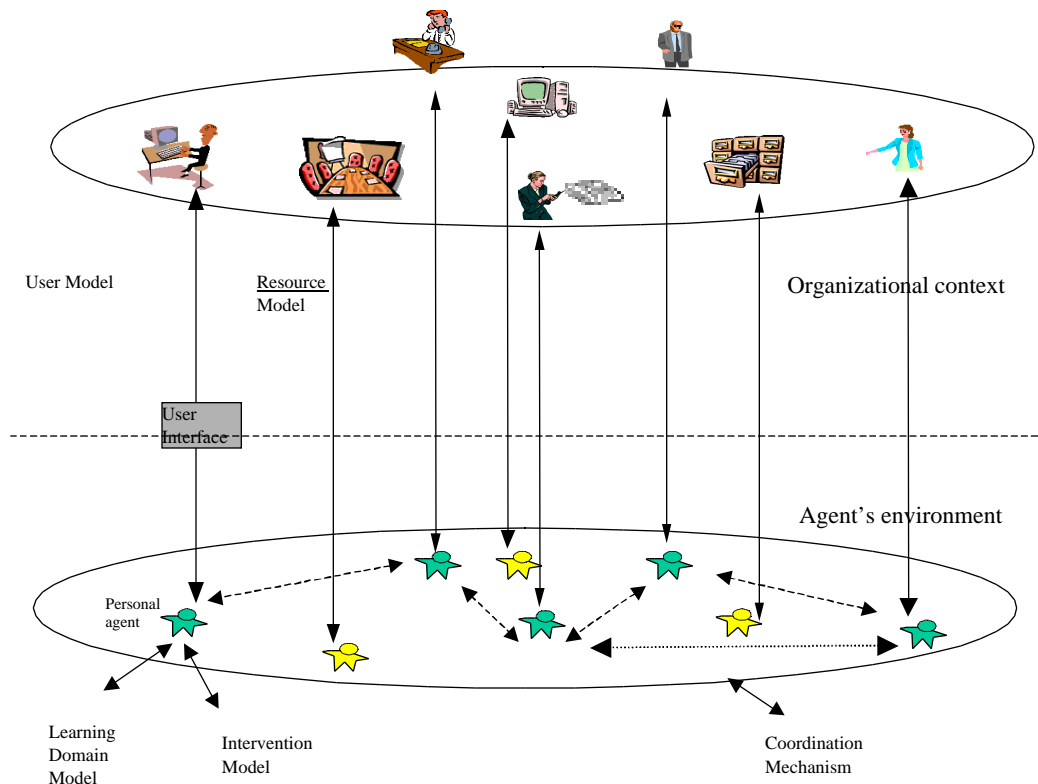 User Model
Resource
Model
Organizational context
User
Interface
Agent’s environment
Personal
agent
Learning
Domain
Model
Intervention
Model
Coordination
Mechanism